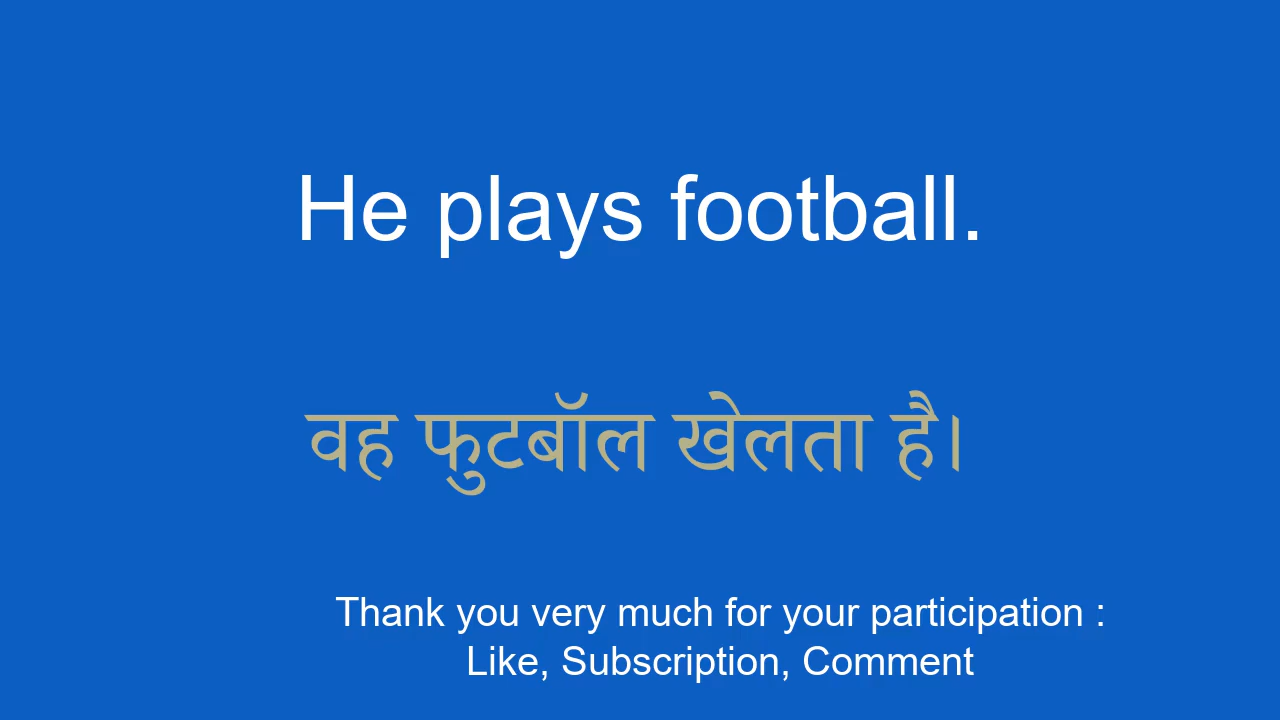 He plays football.
वह फुटबॉल खेलता है।
Thank you very much for your participation :
Like, Subscription, Comment